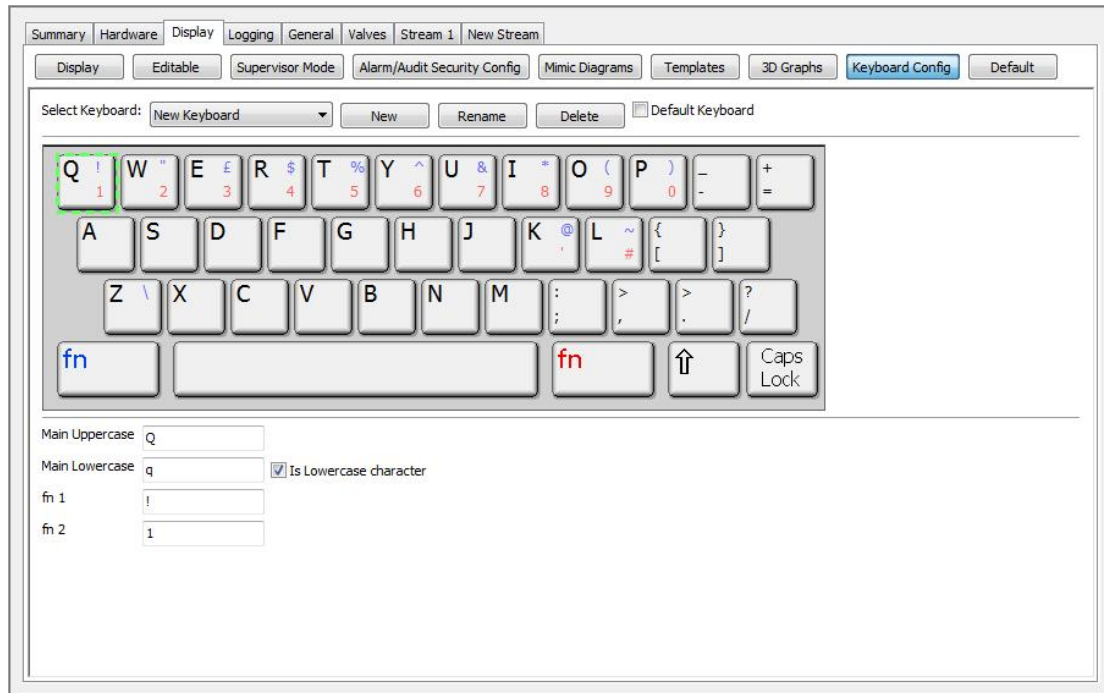 Summary Hardware Display Logging General Valves Stream 1 New Stream
Display Editable Supervisor Mode Alarm/Audit Security Config Mimic Diagrams Templates 3D Graphs Keyboard Config Default
Select Keyboard: New Keyboard New Rename Delete Default Keyboard
Q ! W " E £ R $ T % Y ^ U & I * O ( P ) _ +
1 2 3 4 5 6 7 8 9 0 - =
A S D F G H J K @ L ~ { }
' # [ ]
Z \ X C V B N M : > > ?
; , . /
fn fn ⇧ Caps
Lock
Main Uppercase Q
Main Lowercase q Is Lowercase character
fn 1 !
fn 2 1